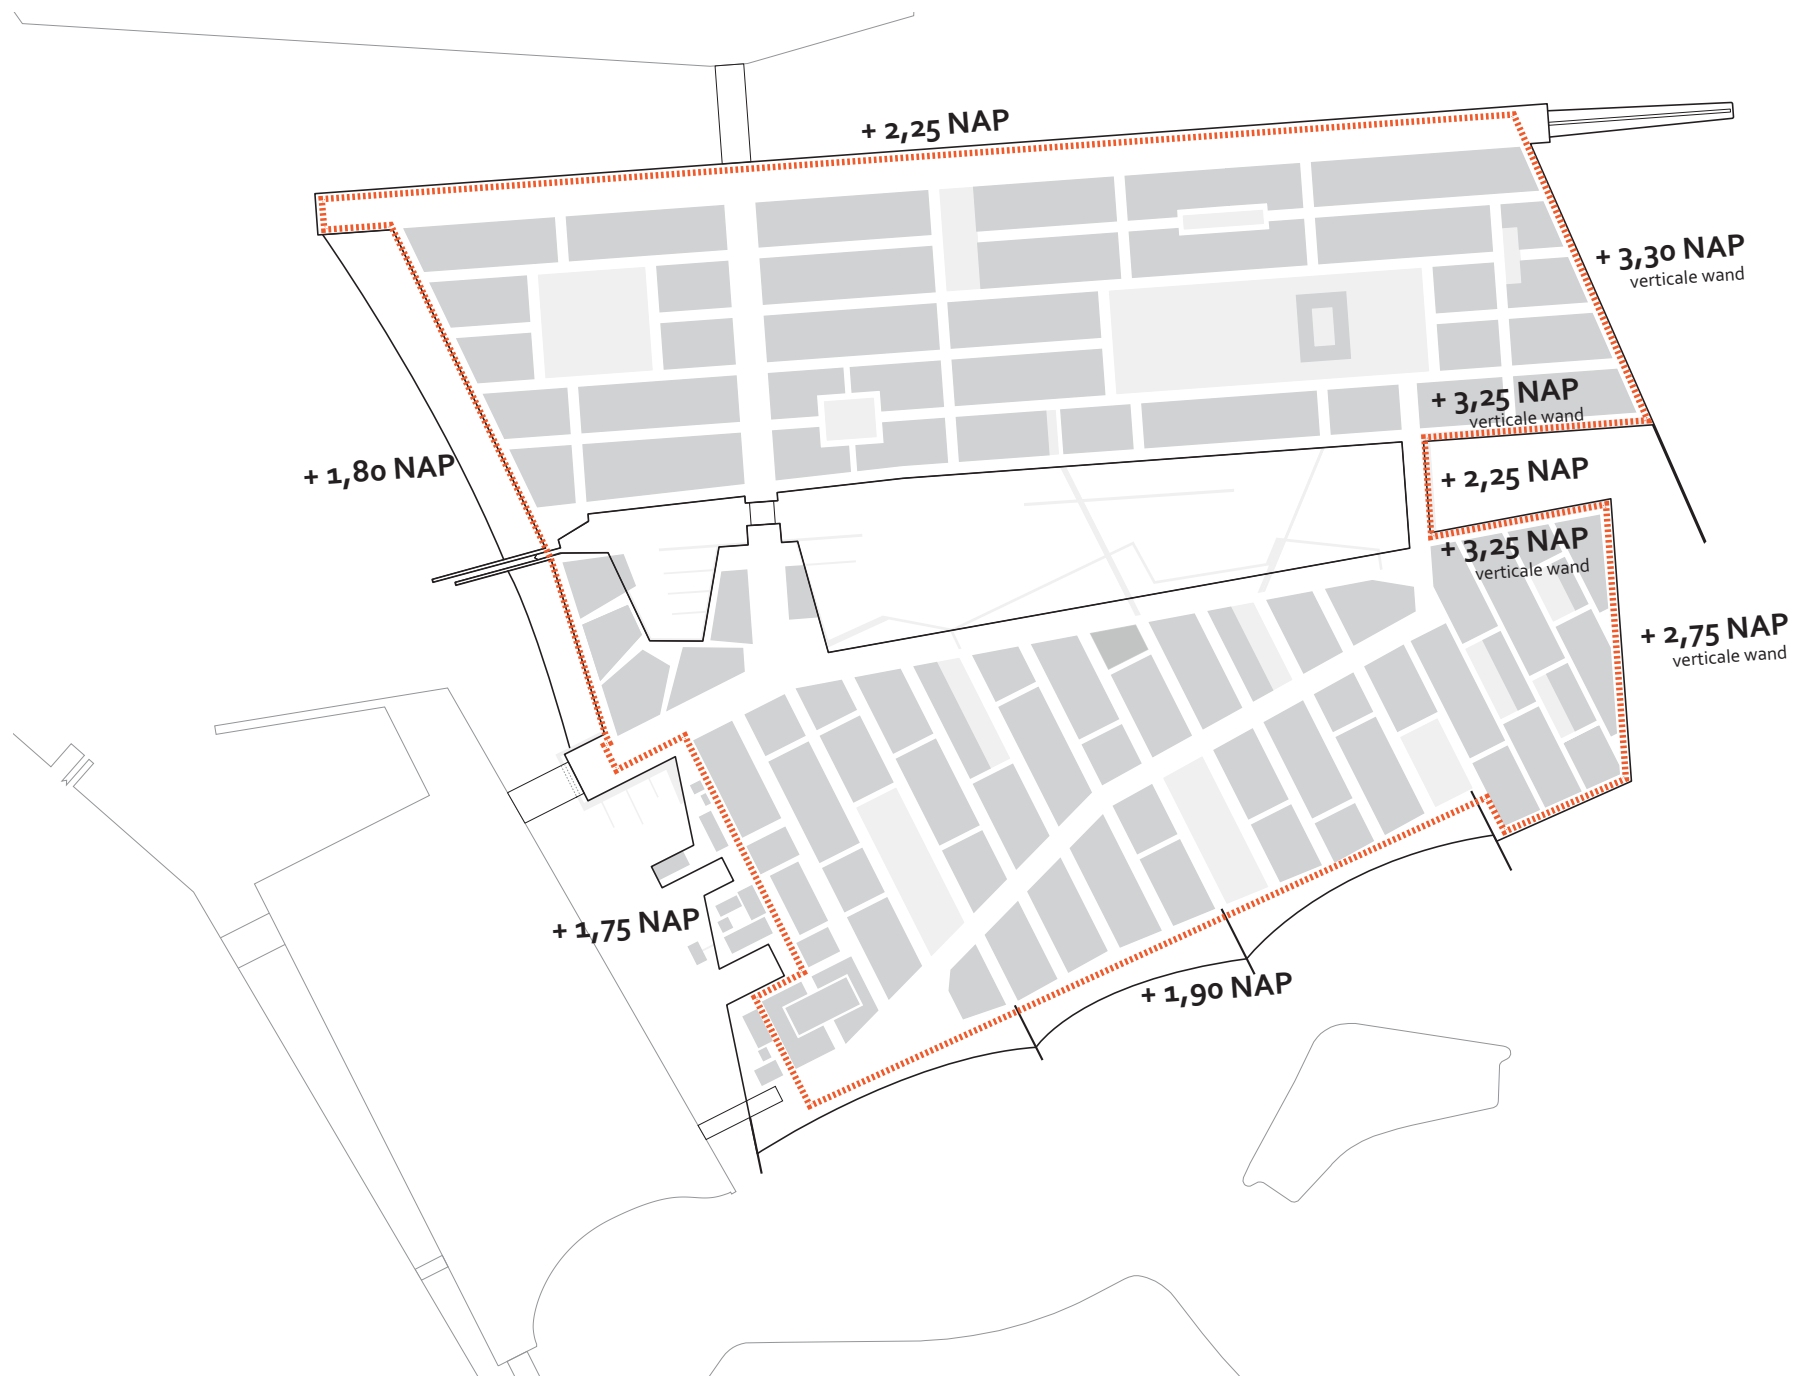 + 2,25 NAP
+ 3,30 NAP
verticale wand
+ 3,25 NAP
verticale wand
+ 1,80 NAP
+ 2,25 NAP
+ 3,25 NAP
verticale wand
+ 2,75 NAP
verticale wand
+ 1,75 NAP
+ 1,90 NAP